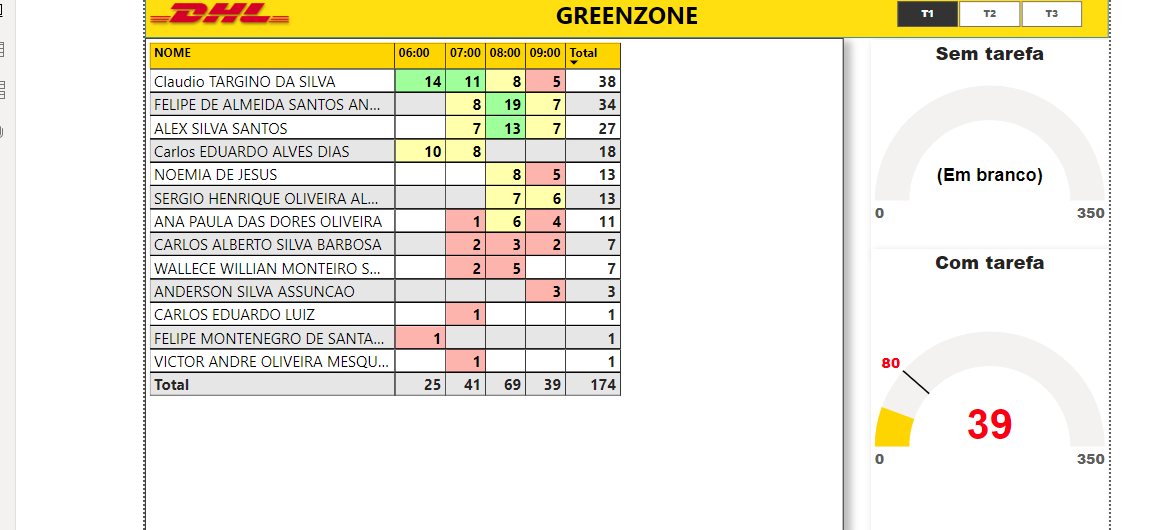 DHL
GREENZONE
T1 T2 T3
NOME 06:00 07:00 08:00 09:00 Total
Claudio TARGINO DA SILVA 14 11 8 5 38
FELIPE DE ALMEIDA SANTOS AN... 8 19 7 34
ALEX SILVA SANTOS 7 13 7 27
Carlos EDUARDO ALVES DIAS 10 8 18
NOEMIA DE JESUS 8 5 13
SERGIO HENRIQUE OLIVEIRA AL... 7 6 13
ANA PAULA DAS DORES OLIVEIRA 1 6 4 11
CARLOS ALBERTO SILVA BARBOSA 2 3 2 7
WALLECE WILLIAN MONTEIRO S... 2 5 7
ANDERSON SILVA ASSUNCAO 3 3
CARLOS EDUARDO LUIZ 1 1
FELIPE MONTENEGRO DE SANTA... 1 1
VICTOR ANDRE OLIVEIRA MESQU... 1 1
Total 25 41 69 39 174
Sem tarefa
(Em branco)
0 350
Com tarefa
80
39
0 350